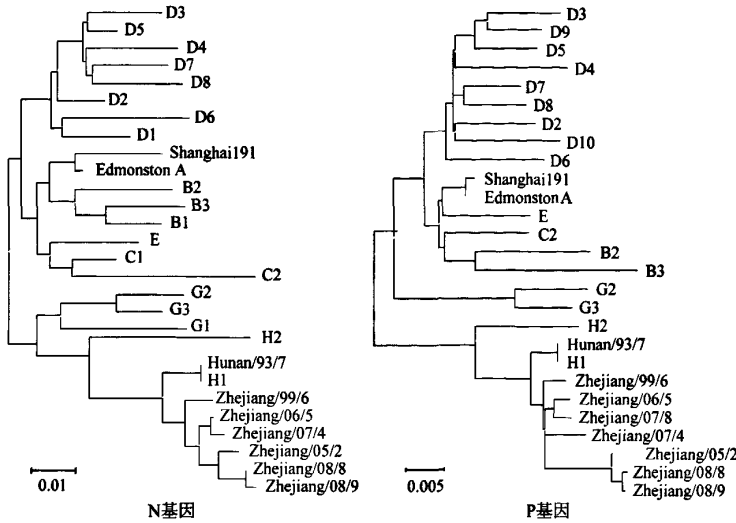 D3
D5
D4
D7
D8
D2
D6
D1
Shanghai191
Edmonston A
B2
B3
B1
E
C1
C2
G2
G3
G1
H2
Hunan/93/7
H1
Zhejiang/99/6
Zhejiang/06/5
Zhejiang/07/4
Zhejiang/05/2
Zhejiang/08/8
Zhejiang/08/9
0.01
N基因
D3
D9
D5
D4
D7
D8
D2
D10
D6
Shanghai191
Edmonston A
E
C2
B2
B3
G2
G3
H2
Hunan/93/7
H1
Zhejiang/99/6
Zhejiang/06/5
Zhejiang/07/8
Zhejiang/07/4
Zhejiang/05/2
Zhejiang/08/8
Zhejiang/08/9
0.005
P基因